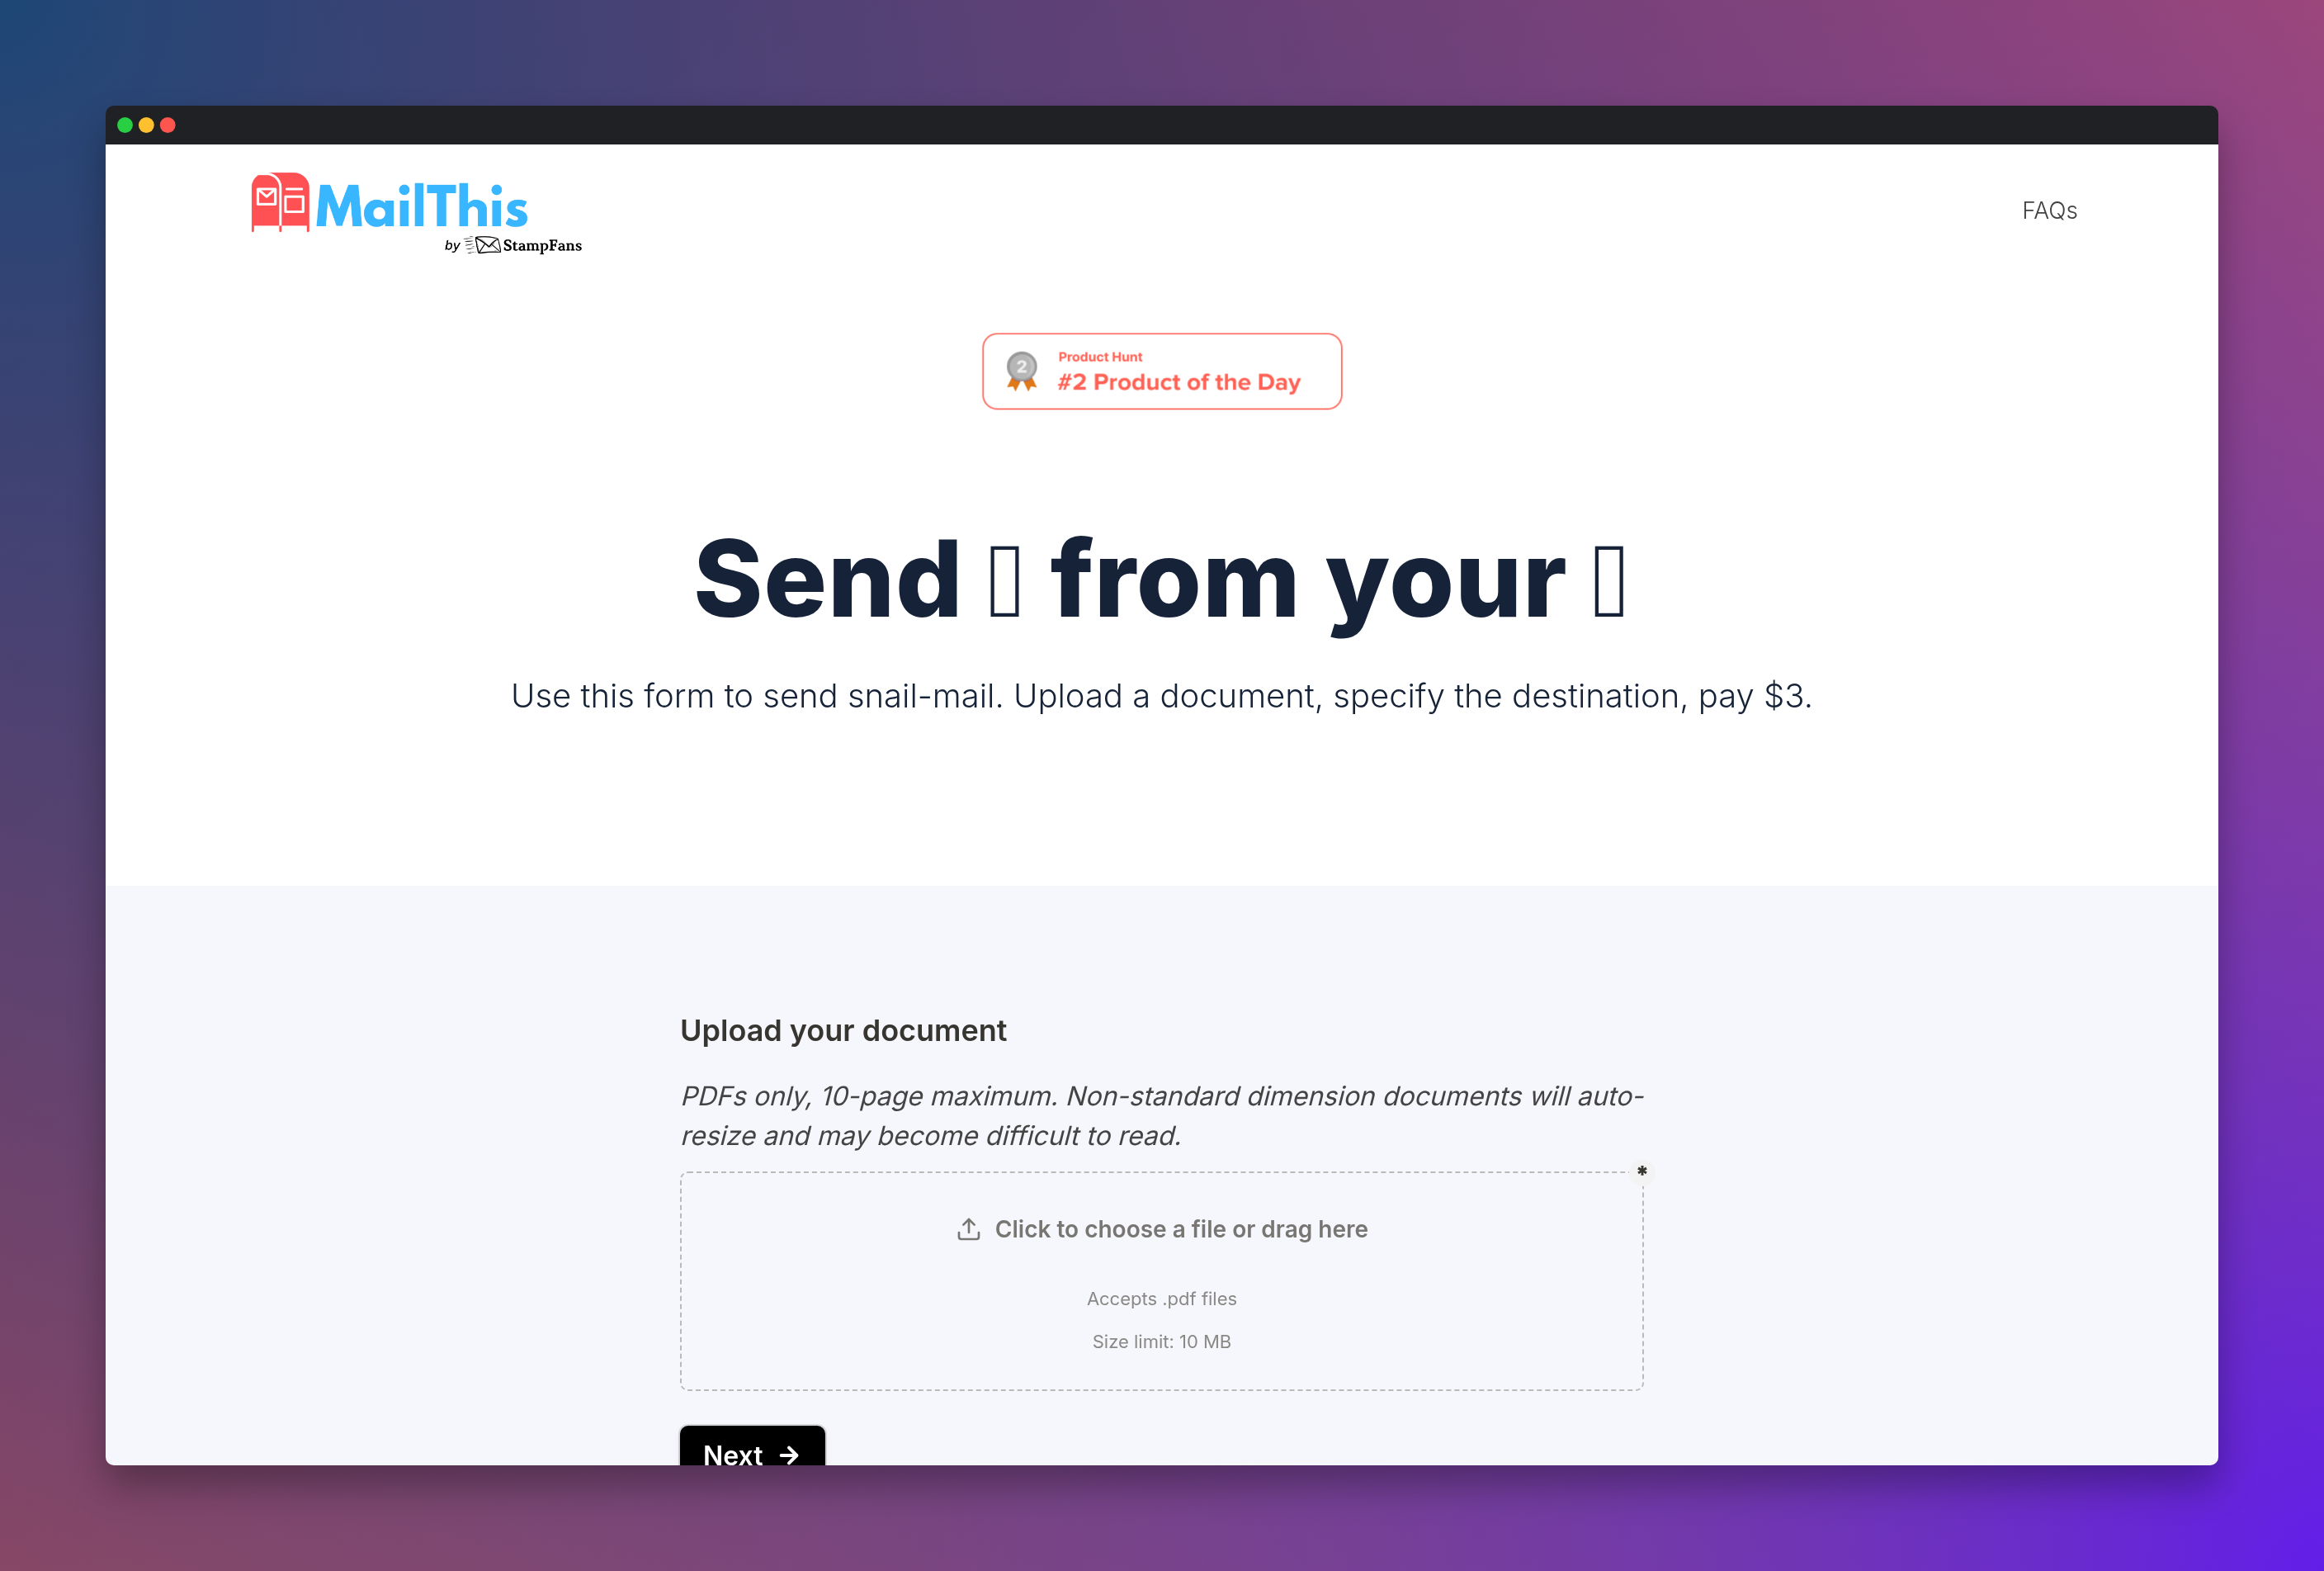 MailThis
FAQs
by StampFans
2
Product Hunt
#2 Product of the Day
Send ▯ from your ▯
Use this form to send snail-mail. Upload a document, specify the destination, pay $3.
Upload your document
PDFs only, 10-page maximum. Non-standard dimension documents will auto-
resize and may become difficult to read.
*
Click to choose a file or drag here
Accepts .pdf files
Size limit: 10 MB
Next →